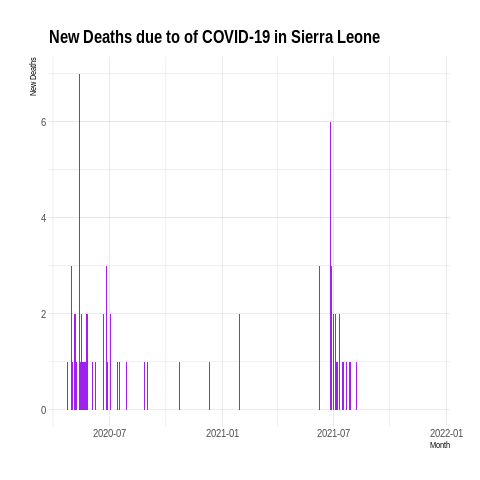 New Deaths due to of COVID-19 in Sierra Leone
New Deaths
6
4
2
0
2020-07
2021-01
2021-07
2022-01
Month